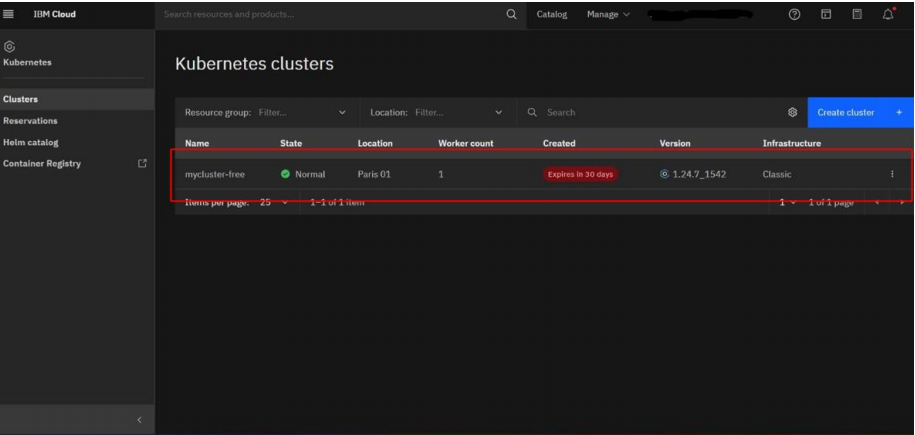 IBM Cloud
Search resources and products...
Catalog
Manage
Kubernetes
Clusters
Reservations
Helm catalog
Container Registry
Kubernetes clusters
Resource group: Filter...
Location: Filter...
Search
Create cluster +
Name State Location Worker count Created Version Infrastructure
mycluster-free Normal Paris 01 1 Expires in 30 days 1.24.7_1542 Classic
Items per page: 25 1–1 of 1 item 1 1 of 1 page